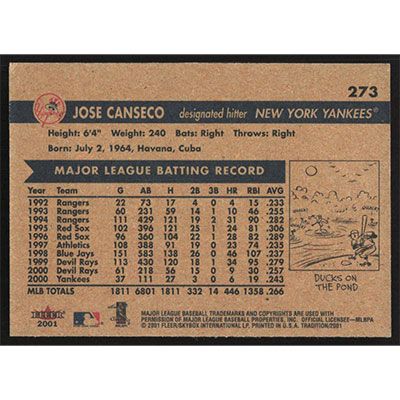 273
JOSE CANSECO designated hitter NEW YORK YANKEES®
Height: 6'4" Weight: 240 Bats: Right Throws: Right
Born: July 2, 1964, Havana, Cuba
MAJOR LEAGUE BATTING RECORD
Year Team G AB H 2B 3B HR RBI AVG.
1992 Rangers 22 73 17 4 0 4 15 .233
1993 Rangers 60 231 59 14 1 10 46 .255
1994 Rangers 111 429 121 19 2 31 90 .282
1995 Red Sox 102 396 121 25 1 24 81 .306
1996 Red Sox 96 360 104 22 1 28 82 .289
1997 Athletics 108 388 91 19 0 23 74 .235
1998 Blue Jays 151 583 138 26 0 46 107 .237
1999 Devil Rays 113 430 120 18 1 34 95 .279
2000 Devil Rays 61 218 56 15 0 9 30 .257
2000 Yankees 37 111 27 3 0 6 19 .243
MLB TOTALS 1811 6801 1811 332 14 446 1358 .266
DUCKS ON
THE POND
FLEER
2001
MAJOR LEAGUE BASEBALL TRADEMARKS AND COPYRIGHTS ARE USED WITH
PERMISSION OF MAJOR LEAGUE BASEBALL PROPERTIES, INC. OFFICIAL LICENSEE—MLBPA
© 2001 FLEER/SKYBOX INTERNATIONAL LP. PRINTED IN U.S.A. TRADITION/2001